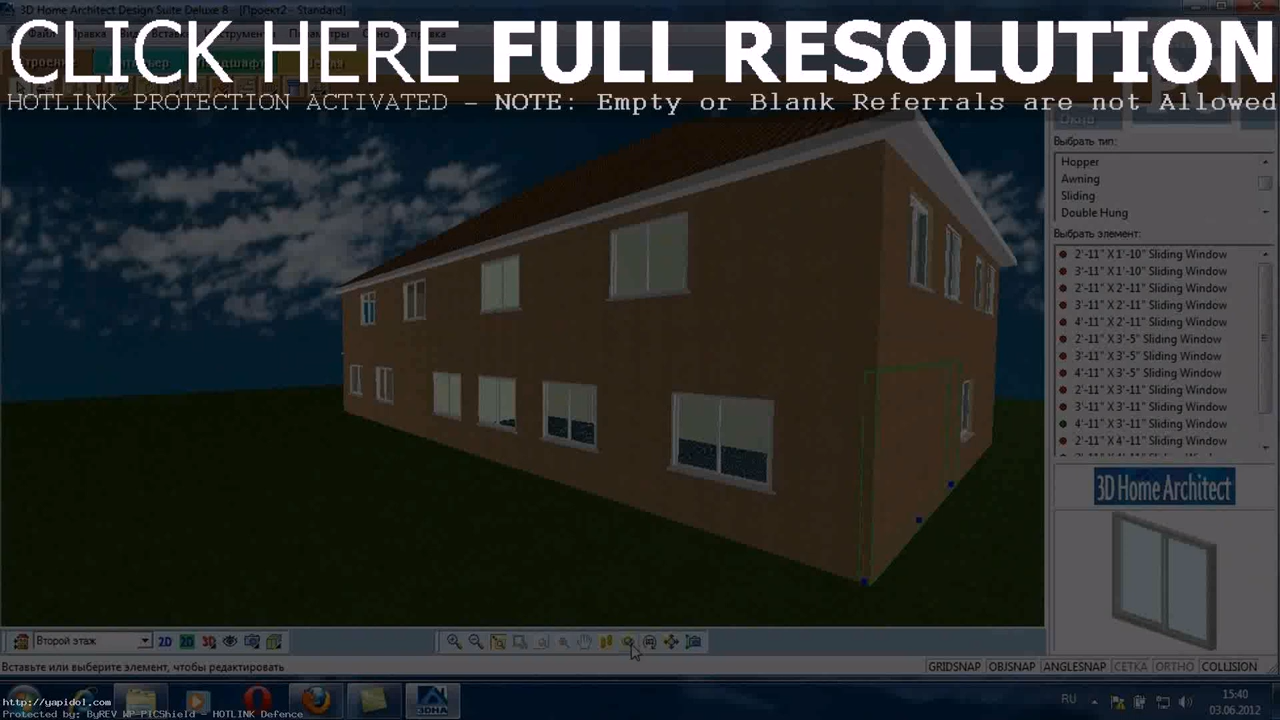 3D Home Architect Design Suite Deluxe 8 - [Проект2 - Standard]
CLICK HERE FULL RESOLUTION
HOTLINK PROTECTION ACTIVATED - NOTE: Empty or Blank Referrals are not Allowed
Окна
Выбрать тип:
Hopper
Awning
Sliding
Double Hung
Выбрать элемент:
2'-11" X 1'-10" Sliding Window
3'-11" X 1'-10" Sliding Window
2'-11" X 2'-11" Sliding Window
3'-11" X 2'-11" Sliding Window
4'-11" X 2'-11" Sliding Window
2'-11" X 3'-5" Sliding Window
3'-11" X 3'-5" Sliding Window
4'-11" X 3'-5" Sliding Window
2'-11" X 3'-11" Sliding Window
3'-11" X 3'-11" Sliding Window
4'-11" X 3'-11" Sliding Window
2'-11" X 4'-11" Sliding Window
3D Home Architect
Второй этаж 2D 2D 3D
Вставьте или выберите элемент, чтобы редактировать GRIDSNAP OBJSNAP ANGLESNAP СЕТКА ORTHO COLLISION
3DHA RU 15:40
03.06.2012
http://yapidol.com
Protected by: ByREV WP-PICShield - HOTLINK Defence